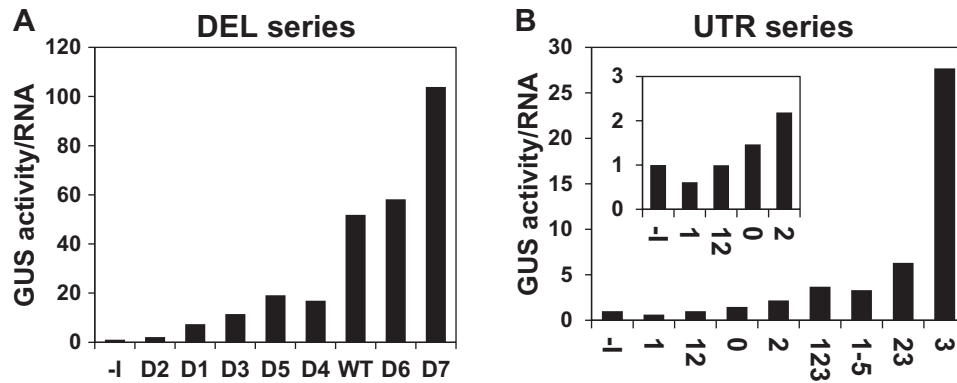 A
DEL series
GUS activity/RNA
120
100
80
60
40
20
0
-I D2 D1 D3 D5 D4 WT D6 D7
B
UTR series
GUS activity/RNA
30
25
20
15
10
5
0
3
2
1
0
-I 1 12 0 2
-I 1 12 0 2 123 1-5 23 3